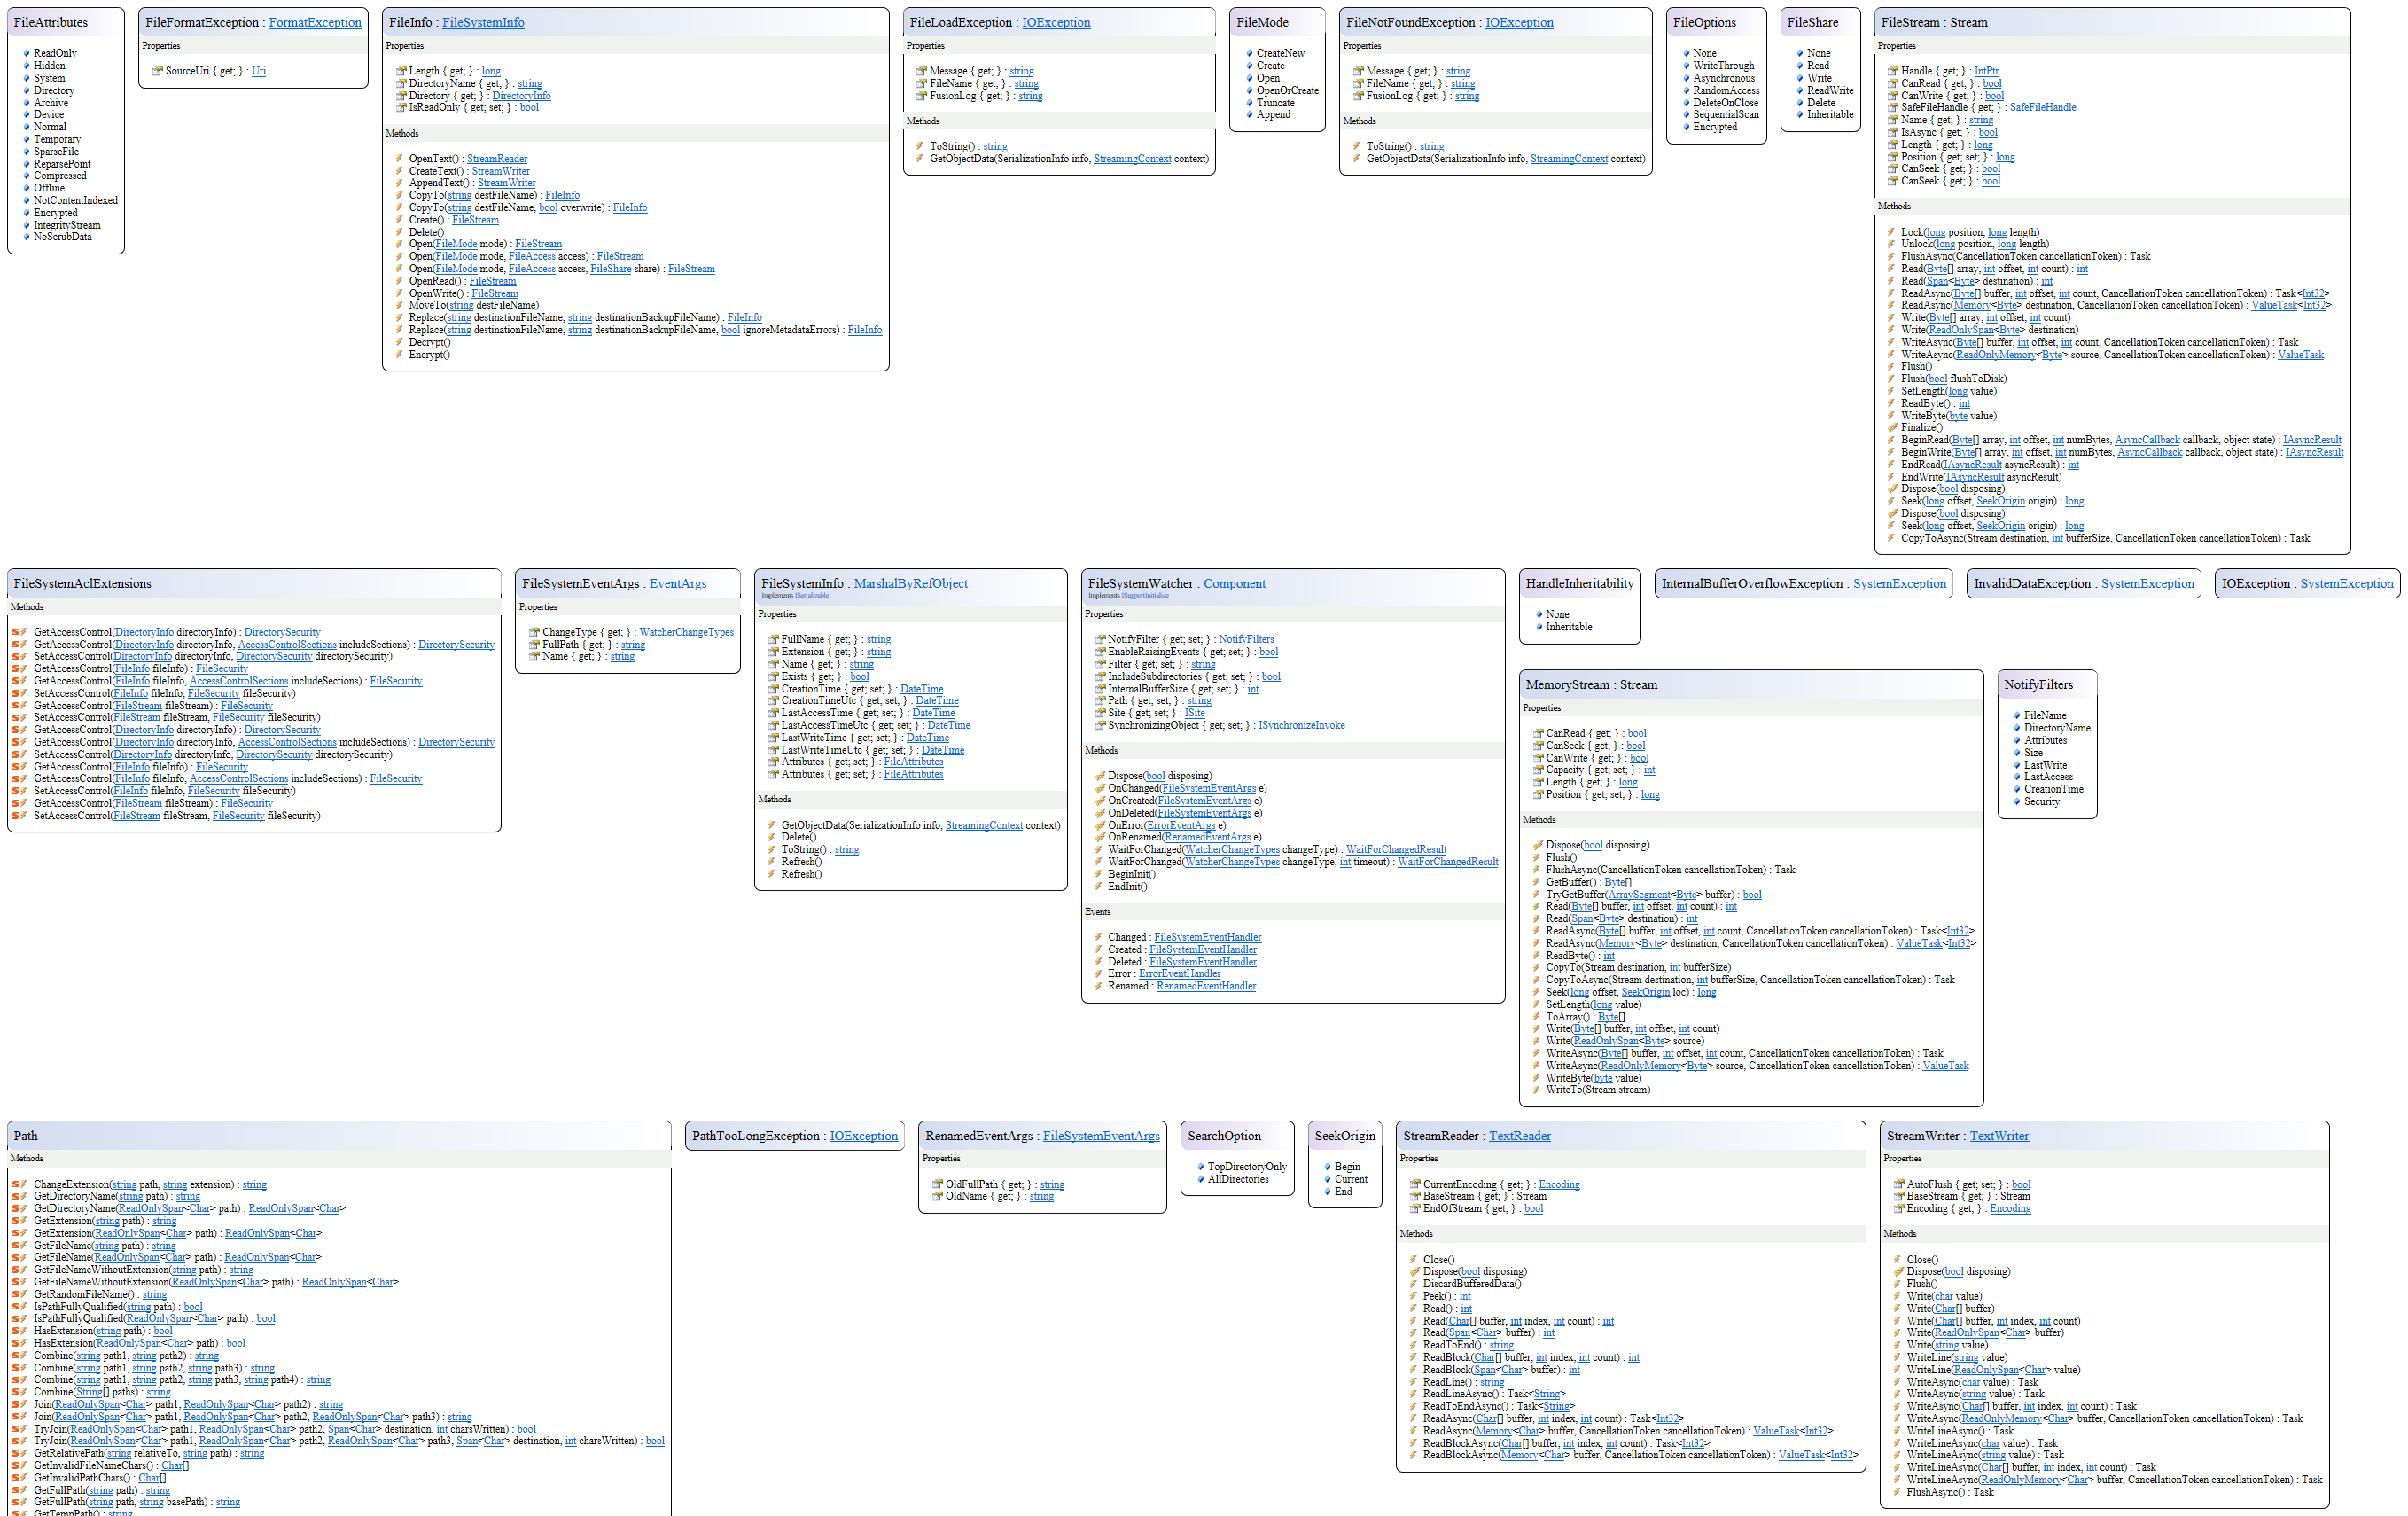 FileAttributes
ReadOnly
Hidden
System
Directory
Archive
Device
Normal
Temporary
SparseFile
ReparsePoint
Compressed
Offline
NotContentIndexed
Encrypted
IntegrityStream
NoScrubData
FileFormatException : FormatException
Properties
SourceUri { get; } : Uri
FileInfo : FileSystemInfo
Properties
Length { get; } : long
DirectoryName { get; } : string
Directory { get; } : DirectoryInfo
IsReadOnly { get; set; } : bool
Methods
OpenText() : StreamReader
CreateText() : StreamWriter
AppendText() : StreamWriter
CopyTo(string destFileName) : FileInfo
CopyTo(string destFileName, bool overwrite) : FileInfo
Create() : FileStream
Delete()
Open(FileMode mode) : FileStream
Open(FileMode mode, FileAccess access) : FileStream
Open(FileMode mode, FileAccess access, FileShare share) : FileStream
OpenRead() : FileStream
OpenWrite() : FileStream
MoveTo(string destFileName)
Replace(string destinationFileName, string destinationBackupFileName) : FileInfo
Replace(string destinationFileName, string destinationBackupFileName, bool ignoreMetadataErrors) : FileInfo
Decrypt()
Encrypt()
FileLoadException : IOException
Properties
Message { get; } : string
FileName { get; } : string
FusionLog { get; } : string
Methods
ToString() : string
GetObjectData(SerializationInfo info, StreamingContext context)
FileMode
CreateNew
Create
Open
OpenOrCreate
Truncate
Append
FileNotFoundException : IOException
Properties
Message { get; } : string
FileName { get; } : string
FusionLog { get; } : string
Methods
ToString() : string
GetObjectData(SerializationInfo info, StreamingContext context)
FileOptions
None
WriteThrough
Asynchronous
RandomAccess
DeleteOnClose
SequentialScan
Encrypted
FileShare
None
Read
Write
ReadWrite
Delete
Inheritable
FileStream : Stream
Properties
Handle { get; } : IntPtr
CanRead { get; } : bool
CanWrite { get; } : bool
SafeFileHandle { get; } : SafeFileHandle
Name { get; } : string
IsAsync { get; } : bool
Length { get; } : long
Position { get; set; } : long
CanSeek { get; } : bool
CanSeek { get; } : bool
Methods
Lock(long position, long length)
Unlock(long position, long length)
FlushAsync(CancellationToken cancellationToken) : Task
Read(Byte[] array, int offset, int count) : int
Read(Span<Byte> destination) : int
ReadAsync(Byte[] buffer, int offset, int count, CancellationToken cancellationToken) : Task<Int32>
ReadAsync(Memory<Byte> destination, CancellationToken cancellationToken) : ValueTask<Int32>
Write(Byte[] array, int offset, int count)
Write(ReadOnlySpan<Byte> destination)
WriteAsync(Byte[] buffer, int offset, int count, CancellationToken cancellationToken) : Task
WriteAsync(ReadOnlyMemory<Byte> source, CancellationToken cancellationToken) : ValueTask
Flush()
Flush(bool flushToDisk)
SetLength(long value)
ReadByte() : int
WriteByte(byte value)
Finalize()
BeginRead(Byte[] array, int offset, int numBytes, AsyncCallback callback, object state) : IAsyncResult
BeginWrite(Byte[] array, int offset, int numBytes, AsyncCallback callback, object state) : IAsyncResult
EndRead(IAsyncResult asyncResult) : int
EndWrite(IAsyncResult asyncResult)
Dispose(bool disposing)
Seek(long offset, SeekOrigin origin) : long
Dispose(bool disposing)
Seek(long offset, SeekOrigin origin) : long
CopyToAsync(Stream destination, int bufferSize, CancellationToken cancellationToken) : Task
FileSystemAclExtensions
Methods
GetAccessControl(DirectoryInfo directoryInfo) : DirectorySecurity
GetAccessControl(DirectoryInfo directoryInfo, AccessControlSections includeSections) : DirectorySecurity
SetAccessControl(DirectoryInfo directoryInfo, DirectorySecurity directorySecurity)
GetAccessControl(FileInfo fileInfo) : FileSecurity
GetAccessControl(FileInfo fileInfo, AccessControlSections includeSections) : FileSecurity
SetAccessControl(FileInfo fileInfo, FileSecurity fileSecurity)
GetAccessControl(FileStream fileStream) : FileSecurity
SetAccessControl(FileStream fileStream, FileSecurity fileSecurity)
GetAccessControl(DirectoryInfo directoryInfo) : DirectorySecurity
GetAccessControl(DirectoryInfo directoryInfo, AccessControlSections includeSections) : DirectorySecurity
SetAccessControl(DirectoryInfo directoryInfo, DirectorySecurity directorySecurity)
GetAccessControl(FileInfo fileInfo) : FileSecurity
GetAccessControl(FileInfo fileInfo, AccessControlSections includeSections) : FileSecurity
SetAccessControl(FileInfo fileInfo, FileSecurity fileSecurity)
GetAccessControl(FileStream fileStream) : FileSecurity
SetAccessControl(FileStream fileStream, FileSecurity fileSecurity)
FileSystemEventArgs : EventArgs
Properties
ChangeType { get; } : WatcherChangeTypes
FullPath { get; } : string
Name { get; } : string
FileSystemInfo : MarshalByRefObject
Implements ISerializable
Properties
FullName { get; } : string
Extension { get; } : string
Name { get; } : string
Exists { get; } : bool
CreationTime { get; set; } : DateTime
CreationTimeUtc { get; set; } : DateTime
LastAccessTime { get; set; } : DateTime
LastAccessTimeUtc { get; set; } : DateTime
LastWriteTime { get; set; } : DateTime
LastWriteTimeUtc { get; set; } : DateTime
Attributes { get; set; } : FileAttributes
Attributes { get; set; } : FileAttributes
Methods
GetObjectData(SerializationInfo info, StreamingContext context)
Delete()
ToString() : string
Refresh()
Refresh()
FileSystemWatcher : Component
Implements ISupportInitialize
Properties
NotifyFilter { get; set; } : NotifyFilters
EnableRaisingEvents { get; set; } : bool
Filter { get; set; } : string
IncludeSubdirectories { get; set; } : bool
InternalBufferSize { get; set; } : int
Path { get; set; } : string
Site { get; set; } : ISite
SynchronizingObject { get; set; } : ISynchronizeInvoke
Methods
Dispose(bool disposing)
OnChanged(FileSystemEventArgs e)
OnCreated(FileSystemEventArgs e)
OnDeleted(FileSystemEventArgs e)
OnError(ErrorEventArgs e)
OnRenamed(RenamedEventArgs e)
WaitForChanged(WatcherChangeTypes changeType) : WaitForChangedResult
WaitForChanged(WatcherChangeTypes changeType, int timeout) : WaitForChangedResult
BeginInit()
EndInit()
Events
Changed : FileSystemEventHandler
Created : FileSystemEventHandler
Deleted : FileSystemEventHandler
Error : ErrorEventHandler
Renamed : RenamedEventHandler
HandleInheritability
None
Inheritable
InternalBufferOverflowException : SystemException
InvalidDataException : SystemException
IOException : SystemException
MemoryStream : Stream
Properties
CanRead { get; } : bool
CanSeek { get; } : bool
CanWrite { get; } : bool
Capacity { get; set; } : int
Length { get; } : long
Position { get; set; } : long
Methods
Dispose(bool disposing)
Flush()
FlushAsync(CancellationToken cancellationToken) : Task
GetBuffer() : Byte[]
TryGetBuffer(ArraySegment<Byte> buffer) : bool
Read(Byte[] buffer, int offset, int count) : int
Read(Span<Byte> destination) : int
ReadAsync(Byte[] buffer, int offset, int count, CancellationToken cancellationToken) : Task<Int32>
ReadAsync(Memory<Byte> destination, CancellationToken cancellationToken) : ValueTask<Int32>
ReadByte() : int
CopyTo(Stream destination, int bufferSize)
CopyToAsync(Stream destination, int bufferSize, CancellationToken cancellationToken) : Task
Seek(long offset, SeekOrigin loc) : long
SetLength(long value)
ToArray() : Byte[]
Write(Byte[] buffer, int offset, int count)
Write(ReadOnlySpan<Byte> source)
WriteAsync(Byte[] buffer, int offset, int count, CancellationToken cancellationToken) : Task
WriteAsync(ReadOnlyMemory<Byte> source, CancellationToken cancellationToken) : ValueTask
WriteByte(byte value)
WriteTo(Stream stream)
NotifyFilters
FileName
DirectoryName
Attributes
Size
LastWrite
LastAccess
CreationTime
Security
Path
Methods
ChangeExtension(string path, string extension) : string
GetDirectoryName(string path) : string
GetDirectoryName(ReadOnlySpan<Char> path) : ReadOnlySpan<Char>
GetExtension(string path) : string
GetExtension(ReadOnlySpan<Char> path) : ReadOnlySpan<Char>
GetFileName(string path) : string
GetFileName(ReadOnlySpan<Char> path) : ReadOnlySpan<Char>
GetFileNameWithoutExtension(string path) : string
GetFileNameWithoutExtension(ReadOnlySpan<Char> path) : ReadOnlySpan<Char>
GetRandomFileName() : string
IsPathFullyQualified(string path) : bool
IsPathFullyQualified(ReadOnlySpan<Char> path) : bool
HasExtension(string path) : bool
HasExtension(ReadOnlySpan<Char> path) : bool
Combine(string path1, string path2) : string
Combine(string path1, string path2, string path3) : string
Combine(string path1, string path2, string path3, string path4) : string
Combine(String[] paths) : string
Join(ReadOnlySpan<Char> path1, ReadOnlySpan<Char> path2) : string
Join(ReadOnlySpan<Char> path1, ReadOnlySpan<Char> path2, ReadOnlySpan<Char> path3) : string
TryJoin(ReadOnlySpan<Char> path1, ReadOnlySpan<Char> path2, Span<Char> destination, int charsWritten) : bool
TryJoin(ReadOnlySpan<Char> path1, ReadOnlySpan<Char> path2, ReadOnlySpan<Char> path3, Span<Char> destination, int charsWritten) : bool
GetRelativePath(string relativeTo, string path) : string
GetInvalidFileNameChars() : Char[]
GetInvalidPathChars() : Char[]
GetFullPath(string path) : string
GetFullPath(string path, string basePath) : string
GetTempPath() : string
PathTooLongException : IOException
RenamedEventArgs : FileSystemEventArgs
Properties
OldFullPath { get; } : string
OldName { get; } : string
SearchOption
TopDirectoryOnly
AllDirectories
SeekOrigin
Begin
Current
End
StreamReader : TextReader
Properties
CurrentEncoding { get; } : Encoding
BaseStream { get; } : Stream
EndOfStream { get; } : bool
Methods
Close()
Dispose(bool disposing)
DiscardBufferedData()
Peek() : int
Read() : int
Read(Char[] buffer, int index, int count) : int
Read(Span<Char> buffer) : int
ReadToEnd() : string
ReadBlock(Char[] buffer, int index, int count) : int
ReadBlock(Span<Char> buffer) : int
ReadLine() : string
ReadLineAsync() : Task<String>
ReadToEndAsync() : Task<String>
ReadAsync(Char[] buffer, int index, int count) : Task<Int32>
ReadAsync(Memory<Char> buffer, CancellationToken cancellationToken) : ValueTask<Int32>
ReadBlockAsync(Char[] buffer, int index, int count) : Task<Int32>
ReadBlockAsync(Memory<Char> buffer, CancellationToken cancellationToken) : ValueTask<Int32>
StreamWriter : TextWriter
Properties
AutoFlush { get; set; } : bool
BaseStream { get; } : Stream
Encoding { get; } : Encoding
Methods
Close()
Dispose(bool disposing)
Flush()
Write(char value)
Write(Char[] buffer)
Write(Char[] buffer, int index, int count)
Write(ReadOnlySpan<Char> buffer)
Write(string value)
WriteLine(string value)
WriteLine(ReadOnlySpan<Char> value)
WriteAsync(char value) : Task
WriteAsync(string value) : Task
WriteAsync(Char[] buffer, int index, int count) : Task
WriteAsync(ReadOnlyMemory<Char> buffer, CancellationToken cancellationToken) : Task
WriteLineAsync() : Task
WriteLineAsync(char value) : Task
WriteLineAsync(string value) : Task
WriteLineAsync(Char[] buffer, int index, int count) : Task
WriteLineAsync(ReadOnlyMemory<Char> buffer, CancellationToken cancellationToken) : Task
FlushAsync() : Task